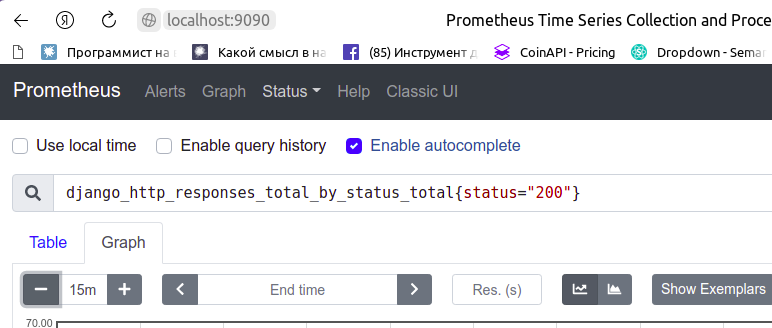 Я localhost:9090 Prometheus Time Series Collection and Proce
Программист на Какой смысл в на (85) Инструмент д CoinAPI - Pricing Dropdown - Semar
Prometheus Alerts Graph Status Help Classic UI
Use local time Enable query history Enable autocomplete
django_http_responses_total_by_status_total{status="200"}
Table Graph
15m End time Res. (s) Show Exemplars
70.00